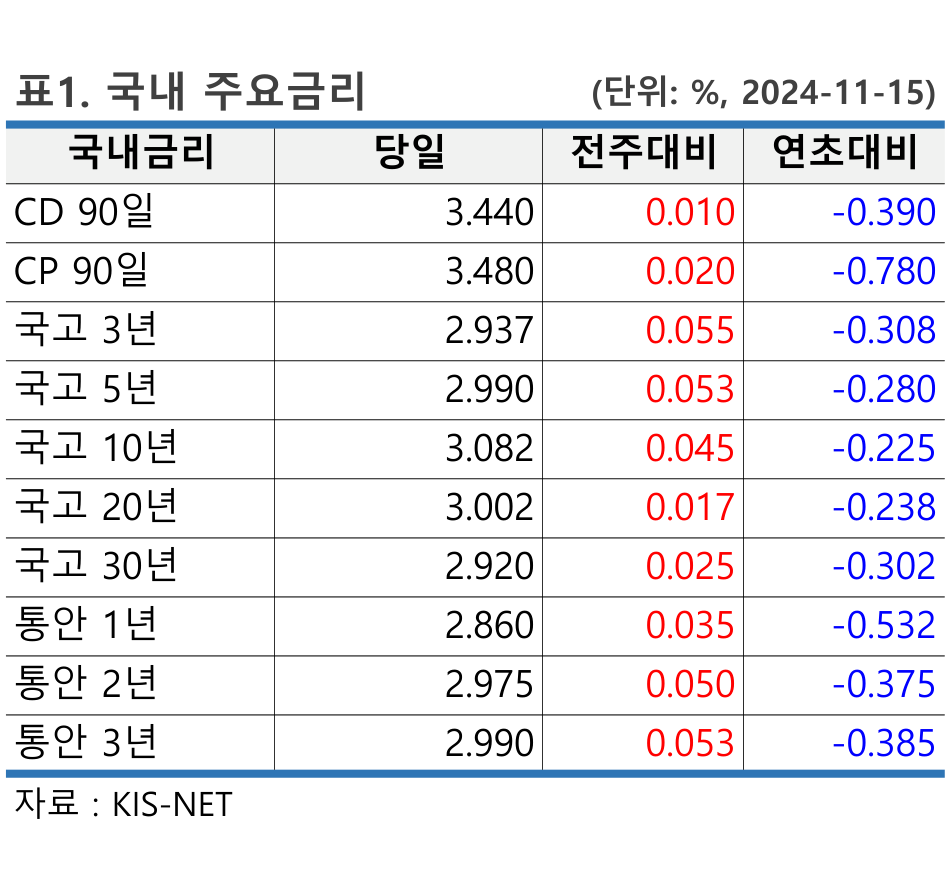 표1. 국내 주요금리 (단위: %, 2024-11-15)
국내금리 당일 전주대비 연초대비
CD 90일 3.440 0.010 -0.390
CP 90일 3.480 0.020 -0.780
국고 3년 2.937 0.055 -0.308
국고 5년 2.990 0.053 -0.280
국고 10년 3.082 0.045 -0.225
국고 20년 3.002 0.017 -0.238
국고 30년 2.920 0.025 -0.302
통안 1년 2.860 0.035 -0.532
통안 2년 2.975 0.050 -0.375
통안 3년 2.990 0.053 -0.385
자료 : KIS-NET